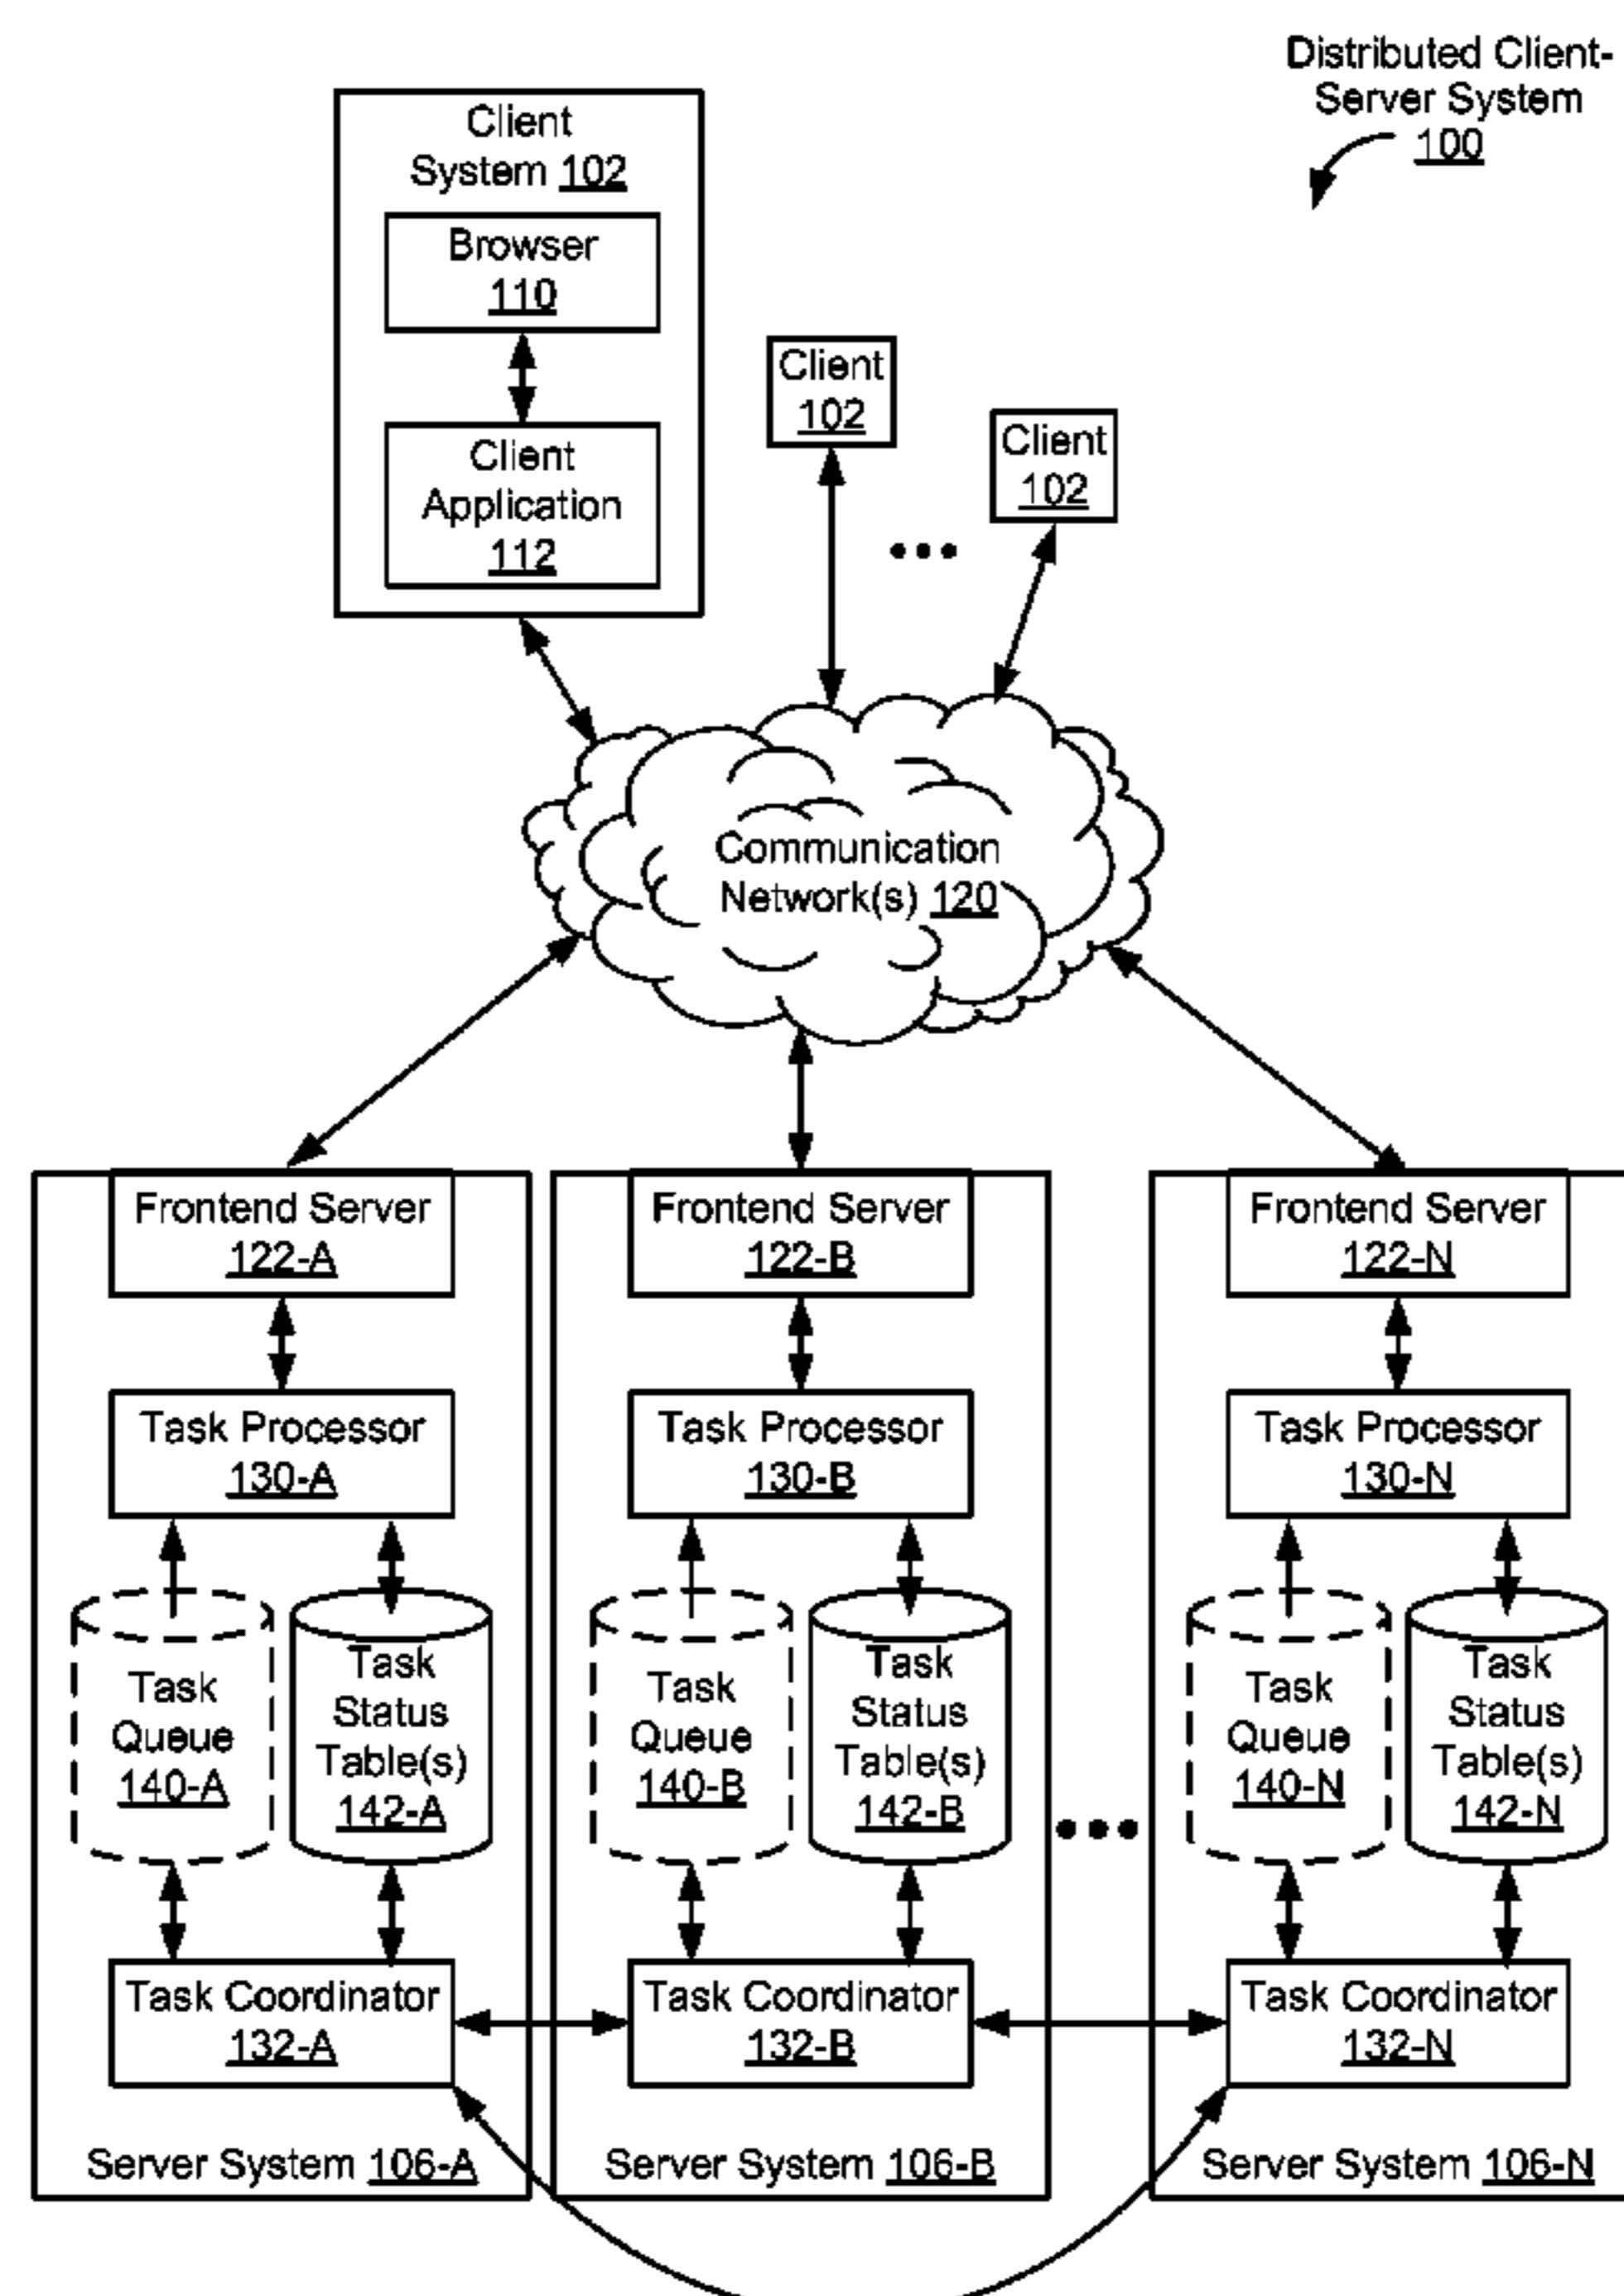 Distributed Client-
Server System
100
Client
System 102
Browser
110
Client
Application
112
Client
102
Client
102
Communication
Network(s) 120
Frontend Server
122-A
Task Processor
130-A
Task
Queue
140-A
Task
Status
Table(s)
142-A
Task Coordinator
132-A
Server System 106-A
Frontend Server
122-B
Task Processor
130-B
Task
Queue
140-B
Task
Status
Table(s)
142-B
Task Coordinator
132-B
Server System 106-B
Frontend Server
122-N
Task Processor
130-N
Task
Queue
140-N
Task
Status
Table(s)
142-N
Task Coordinator
132-N
Server System 106-N